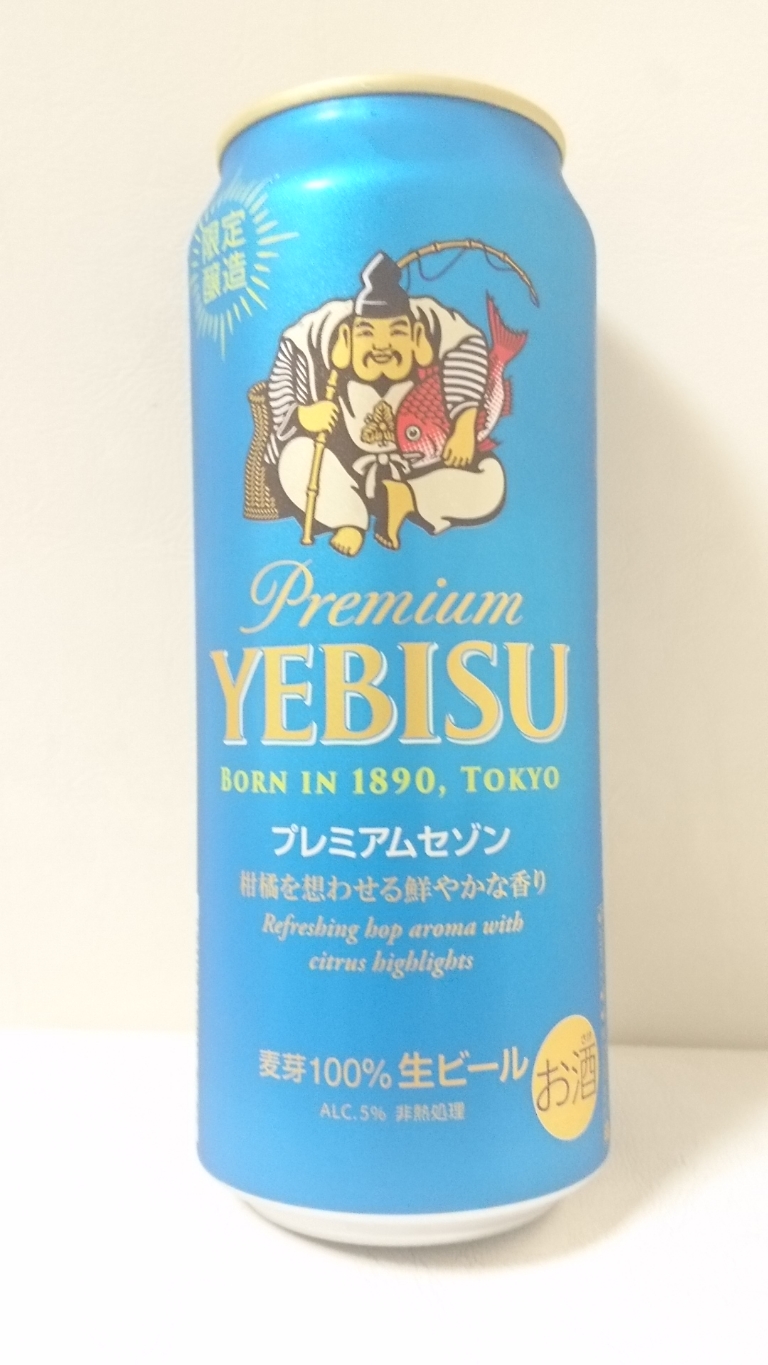 限定
醸造
Premium
YEBISU
BORN IN 1890, TOKYO
プレミアムセゾン
柑橘を想わせる鮮やかな香り
Refreshing hop aroma with
citrus highlights
麦芽100% 生ビール
ALC.5% 非熱処理
お酒